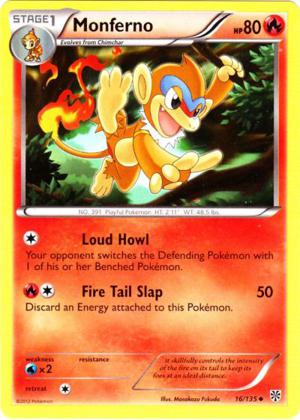 STAGE 1
Monferno
HP 80
Evolves from Chimchar
NO. 391 Playful Pokémon HT: 2'11" WT: 48.5 lbs.
Loud Howl
Your opponent switches the Defending Pokémon with
1 of his or her Benched Pokémon.
Fire Tail Slap 50
Discard an Energy attached to this Pokémon.
weakness resistance
×2
retreat
It skillfully controls the intensity
of the fire on its tail to keep its
foes at an ideal distance.
©2012 Pokémon
Illus. Masakazu Fukuda
16/135